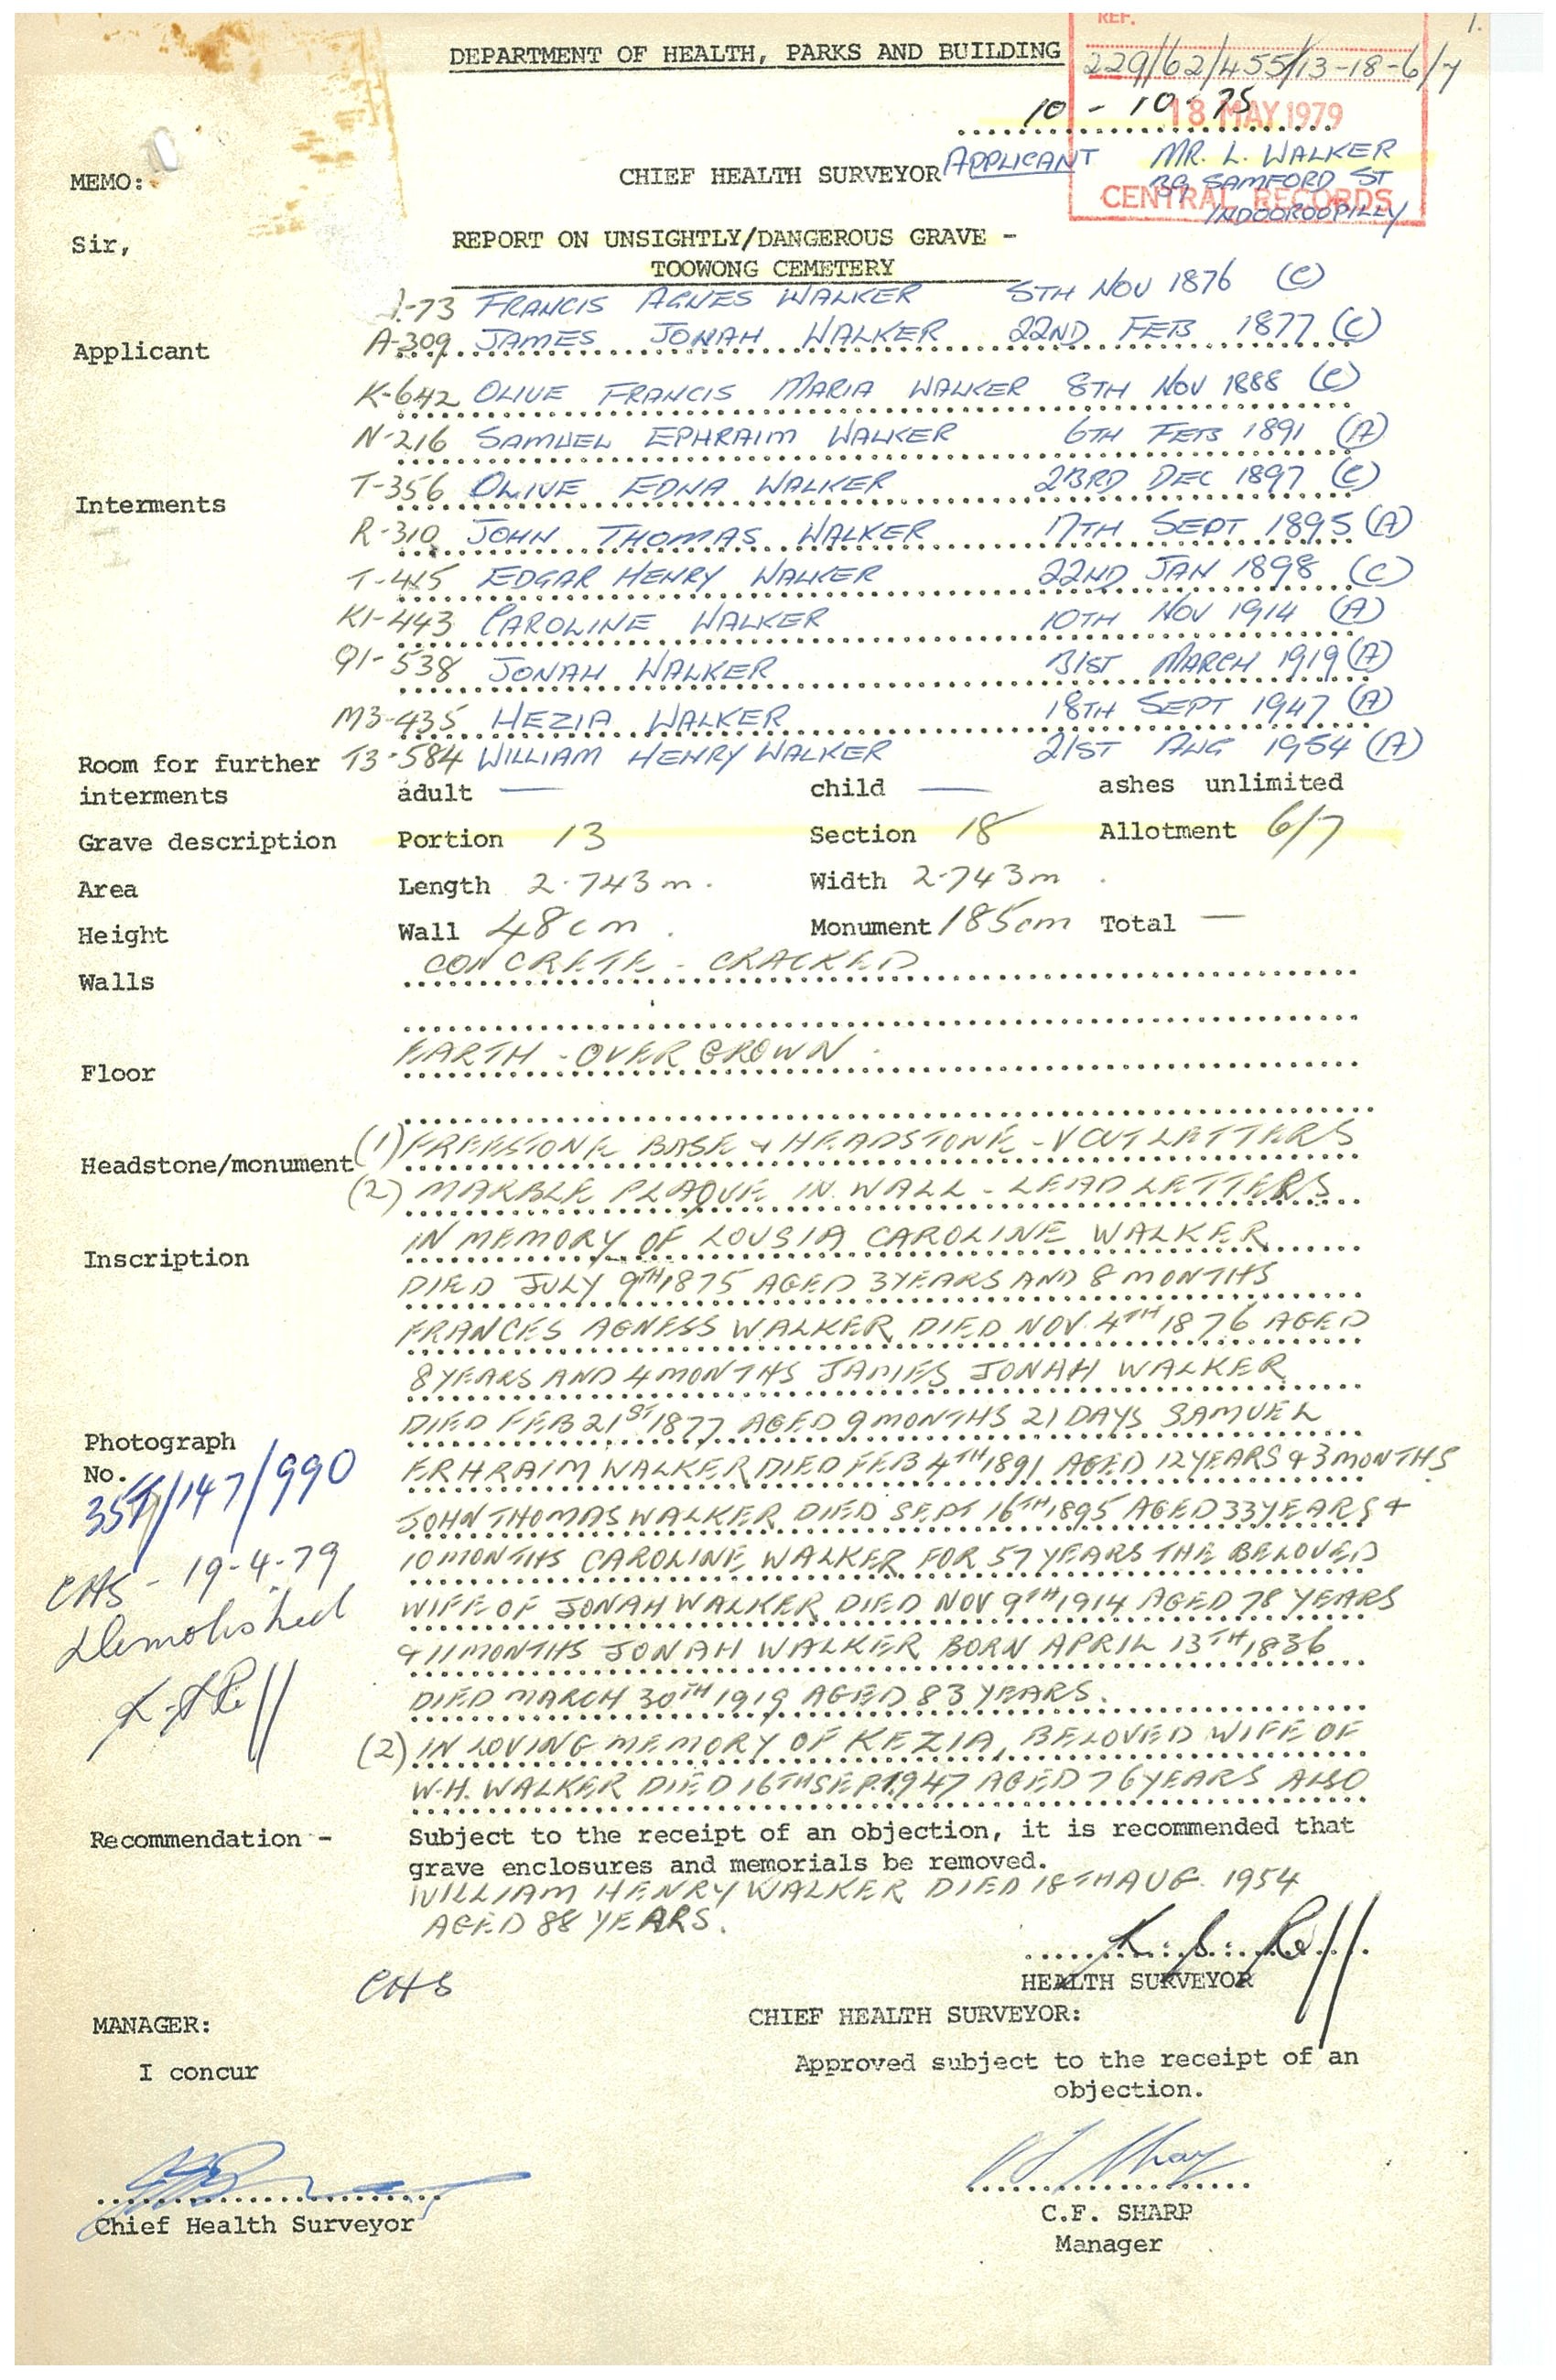 REF.
1.
DEPARTMENT OF HEALTH, PARKS AND BUILDING
229/62/455/13-18-6/7
10 - 10 - 75
18 MAY 1979
CHIEF HEALTH SURVEYOR
APPLICANT MR. L. WALKER
39 SAMFORD ST
INDOOROOPILLY
CENTRAL RECORDS
MEMO:
Sir,
REPORT ON UNSIGHTLY/DANGEROUS GRAVE -
TOOWONG CEMETERY
-73 FRANCIS AGNES WALKER 5TH NOV 1876 (C)
Applicant A-309 JAMES JONAH WALKER 22ND FEB 1877 (C)
K-642 OLIVE FRANCIS MARIA WALKER 8TH NOV 1888 (C)
N-216 SAMUEL EPHRAIM WALKER 6TH FEB 1891 (A)
Interments T-356 OLIVE EDNA WALKER 23RD DEC 1897 (C)
R-310 JOHN THOMAS WALKER 17TH SEPT 1895 (A)
T-415 EDGAR HENRY WALKER 22ND JAN 1898 (C)
K1-443 CAROLINE WALKER 10TH NOV 1914 (A)
Q1-538 JONAH WALKER 31ST MARCH 1919 (A)
M3-435 HEZIA WALKER 18TH SEPT 1947 (A)
Room for further T3-584 WILLIAM HENRY WALKER 21ST AUG 1954 (A)
interments adult — child — ashes unlimited
Grave description Portion 13 Section 18 Allotment 6/7
Area Length 2.743m. Width 2.743m.
Height Wall 48cm. Monument 185cm Total —
Walls CONCRETE - CRACKED
Floor EARTH - OVERGROWN.
Headstone/monument (1) FREESTONE BASE & HEADSTONE - V CUT LETTERS
(2) MARBLE PLAQUE IN WALL - LEAD LETTERS
Inscription IN MEMORY OF LOUSIA CAROLINE WALKER
DIED JULY 9TH 1875 AGED 3YEARS AND 8 MONTHS
FRANCES AGNESS WALKER DIED NOV. 4TH 1876 AGED
8 YEARS AND 4 MONTHS JAMES JONAH WALKER
DIED FEB 21ST 1877 AGED 9 MONTHS 21 DAYS SAMUEL
ERHRAIM WALKER DIED FEB 4TH 1891 AGED 12 YEARS & 3 MONTHS
JOHN THOMAS WALKER DIED SEPT 16TH 1895 AGED 33 YEARS &
10 MONTHS CAROLINE WALKER FOR 57 YEARS THE BELOVED
WIFE OF JONAH WALKER DIED NOV 9TH 1914 AGED 78 YEARS
& 11 MONTHS JONAH WALKER BORN APRIL 13TH 1836
DIED MARCH 30TH 1919 AGED 83 YEARS.
(2) IN LOVING MEMORY OF KEZIA, BELOVED WIFE OF
W.H. WALKER DIED 16TH SEP. 1947 AGED 76 YEARS ALSO
Photograph
No.
/147/990
CHS - 19-4-79
Demolished
Recommendation - Subject to the receipt of an objection, it is recommended that
grave enclosures and memorials be removed.
WILLIAM HENRY WALKER DIED 18TH AUG. 1954
AGED 88 YEARS.
HEALTH SURVEYOR
CHS
MANAGER:
CHIEF HEALTH SURVEYOR:
I concur
Approved subject to the receipt of an
objection.
Chief Health Surveyor
C.F. SHARP
Manager